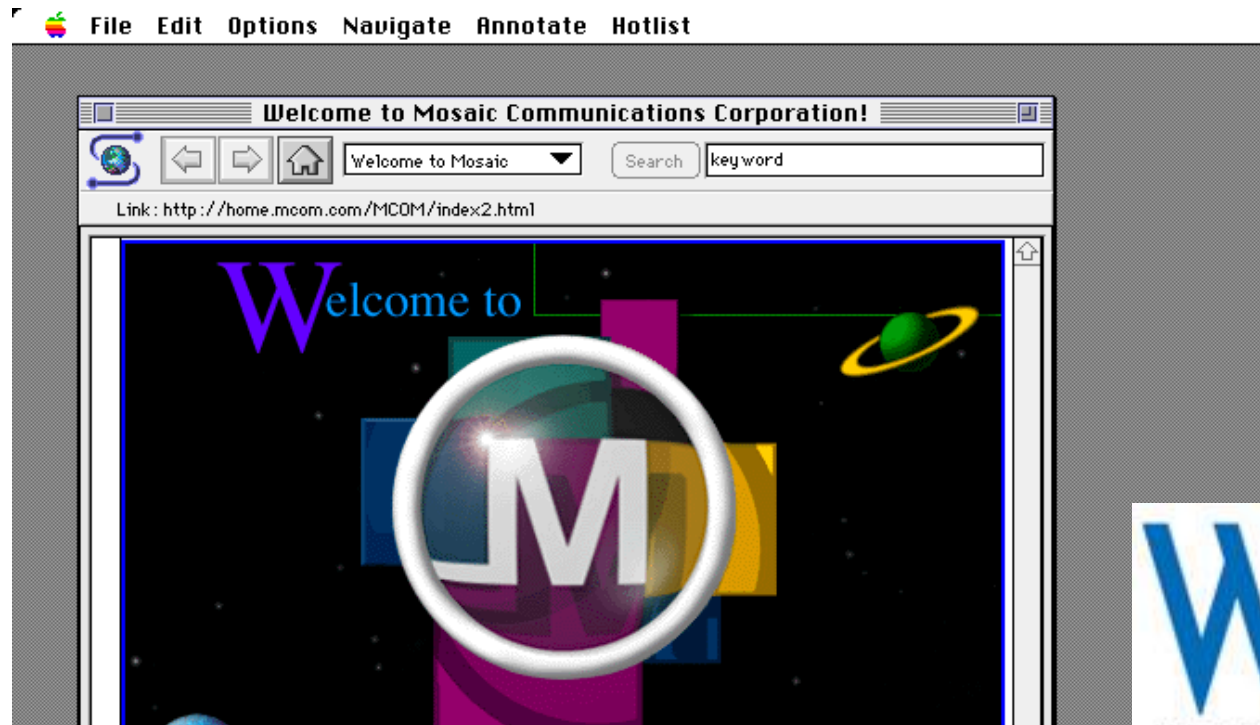 File Edit Options Navigate Annotate Hotlist
Welcome to Mosaic Communications Corporation!
Welcome to Mosaic Search keyword
Link: http://home.mcom.com/MCOM/index2.html
Welcome to
M
W